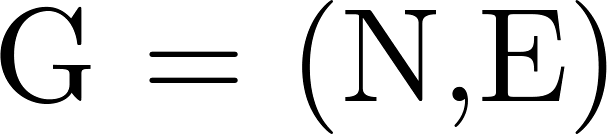 G = (N,E)